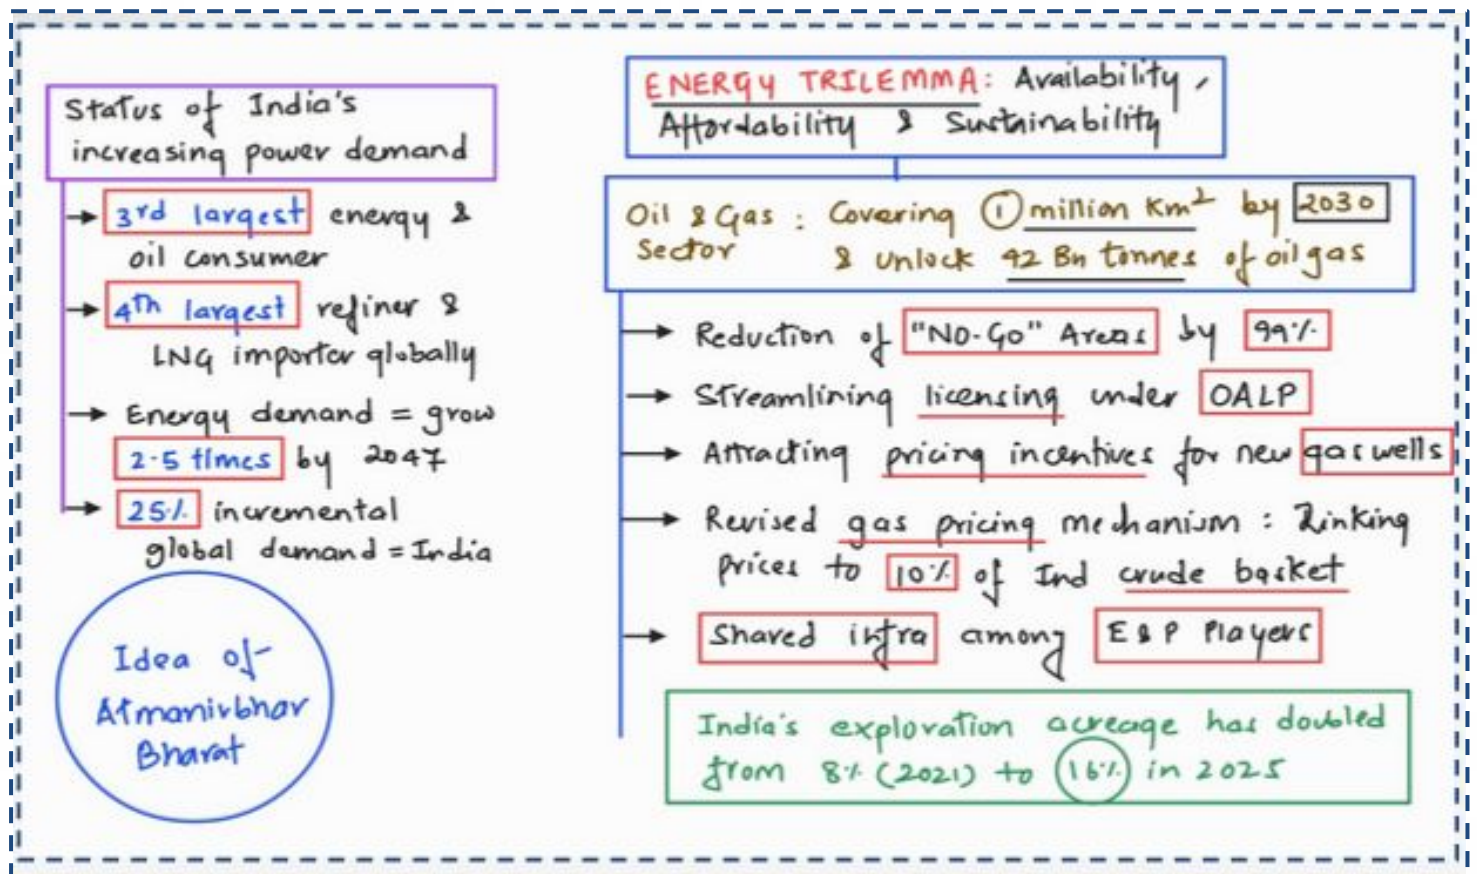 Status of India's
increasing power demand
→ 3rd largest energy &
oil consumer
→ 4th largest refiner &
LNG importer globally
→ Energy demand = grow
2.5 times by 2047
→ 25% incremental
global demand = India
Idea of
Atmanirbhar
Bharat
ENERGY TRILEMMA: Availability,
Affordability & Sustainability
Oil & Gas : Covering 1 million Km² by 2030
Sector & unlock 42 Bn tonnes of oil gas
→ Reduction of "No-Go" Areas by 99%
→ Streamlining licensing under OALP
→ Attracting pricing incentives for new gas wells
→ Revised gas pricing mechanism : Linking
prices to 10% of Ind crude basket
→ Shared infra among E&P Players
India's exploration acreage has doubled
from 8% (2021) to 16% in 2025